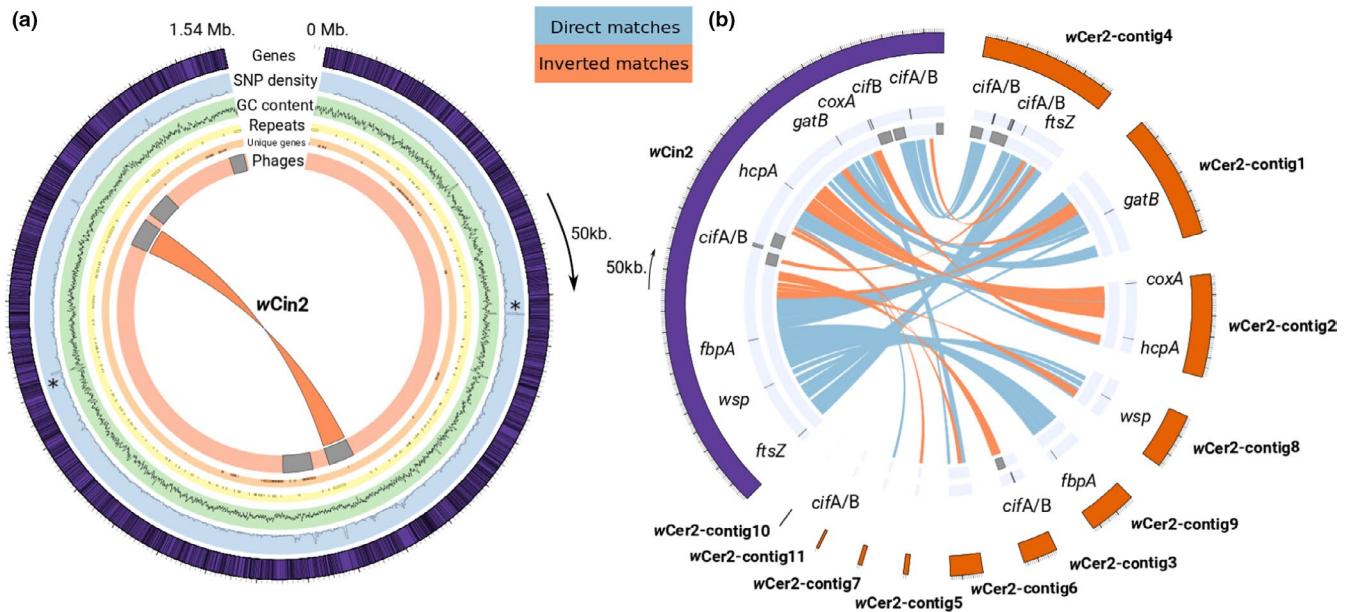 (a)
1.54 Mb.
0 Mb.
Genes
SNP density
GC content
Repeats
Unique genes
Phages
wCin2
*
*
50kb.
Direct matches
Inverted matches
(b)
50kb.
wCin2
cifA/B
cifB
coxA
gatB
hcpA
cifA/B
fbpA
wsp
ftsZ
wCer2-contig4
cifA/B
cifA/B
ftsZ
wCer2-contig1
gatB
coxA
hcpA
wCer2-contig2
wsp
wCer2-contig8
fbpA
wCer2-contig9
cifA/B
wCer2-contig3
wCer2-contig6
wCer2-contig5
wCer2-contig7
cifA/B
wCer2-contig11
wCer2-contig10